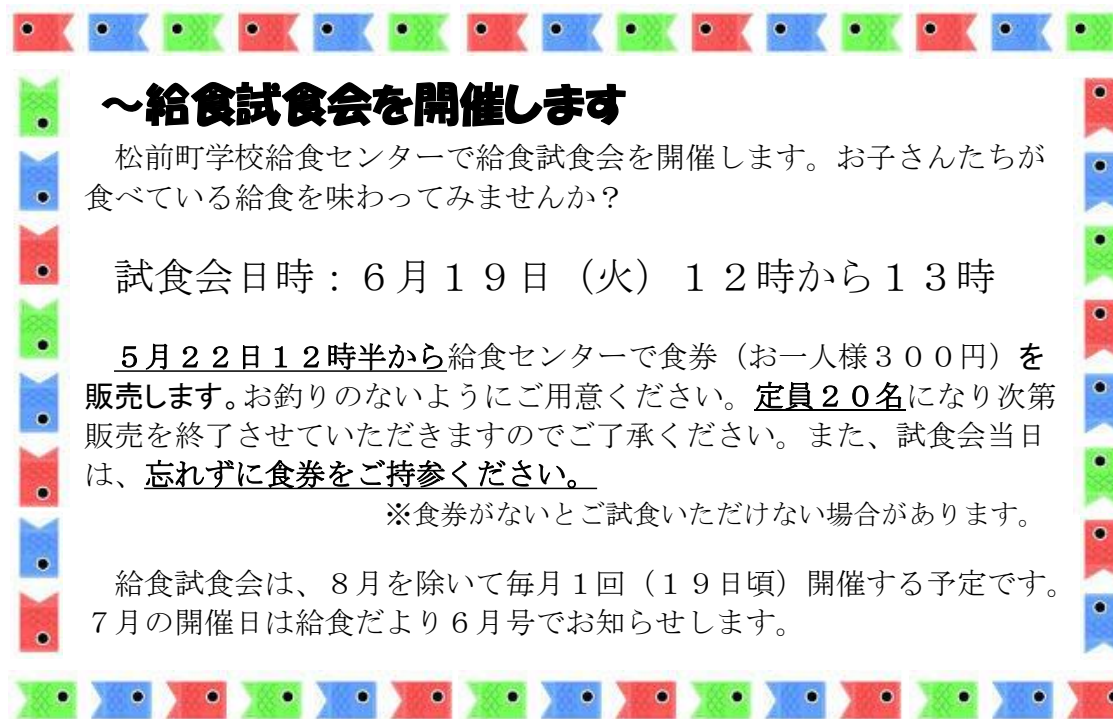 ～給食試食会を開催します
松前町学校給食センターで給食試食会を開催します。お子さんたちが
食べている給食を味わってみませんか？
試食会日時：６月１９日（火）１２時から１３時
５月２２日１２時半から給食センターで食券（お一人様３００円）を
販売します。お釣りのないようにご用意ください。定員２０名になり次第
販売を終了させていただきますのでご了承ください。また、試食会当日
は、忘れずに食券をご持参ください。
※食券がないとご試食いただけない場合があります。
給食試食会は、８月を除いて毎月１回（１９日頃）開催する予定です。
７月の開催日は給食だより６月号でお知らせします。